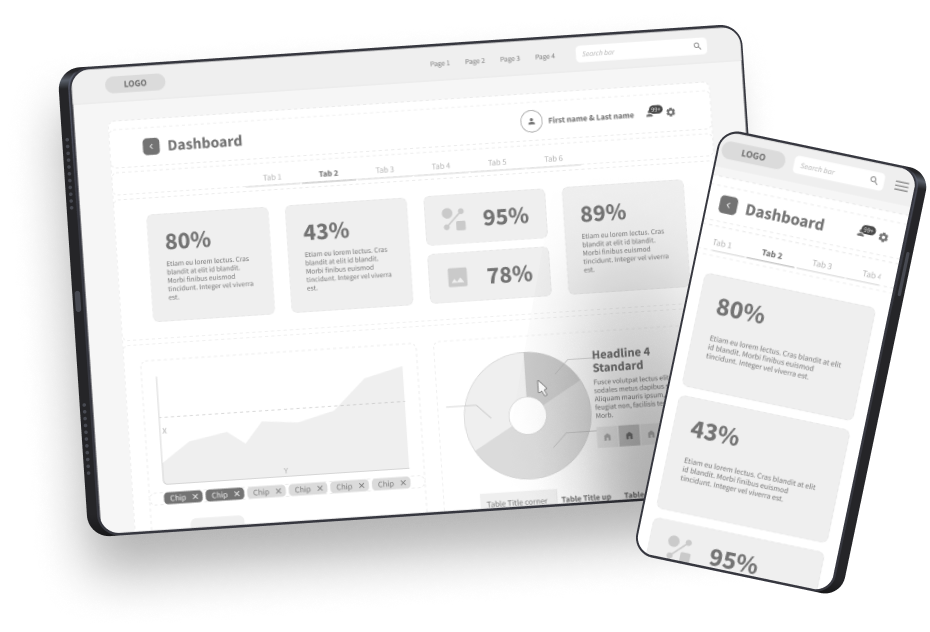 LOGO
Page 1 Page 2 Page 3 Page 4
Search bar
Dashboard
First name & Last name
99+
Tab 1 Tab 2 Tab 3 Tab 4 Tab 5 Tab 6
80%
Etiam eu lorem lectus. Cras
blandit at elit id blandit.
Morbi finibus euismod
tincidunt. Integer vel viverra
est.
43%
Etiam eu lorem lectus. Cras
blandit at elit id blandit.
Morbi finibus euismod
tincidunt. Integer vel viverra
est.
95%
78%
89%
Etiam eu lorem lectus. Cras
blandit at elit id blandit.
Morbi finibus euismod
tincidunt. Integer vel viverra
est.
X
Y
Chip Chip Chip Chip Chip Chip
Headline 4
Standard
Fusce volutpat lectus
sodales metus dapibus
Aliquam mauris ipsum,
feugiat non, facilisis
Morb.
Table Title corner Table Title up Table
LOGO
Search bar
Dashboard
99+
Tab 1 Tab 2 Tab 3 Tab
80%
Etiam eu lorem lectus. Cras blandit at elit
id blandit. Morbi finibus euismod
tincidunt. Integer vel viverra est.
43%
Etiam eu lorem lectus. Cras blandit at elit
id blandit. Morbi finibus euismod
tincidunt. Integer vel viverra est.
95%